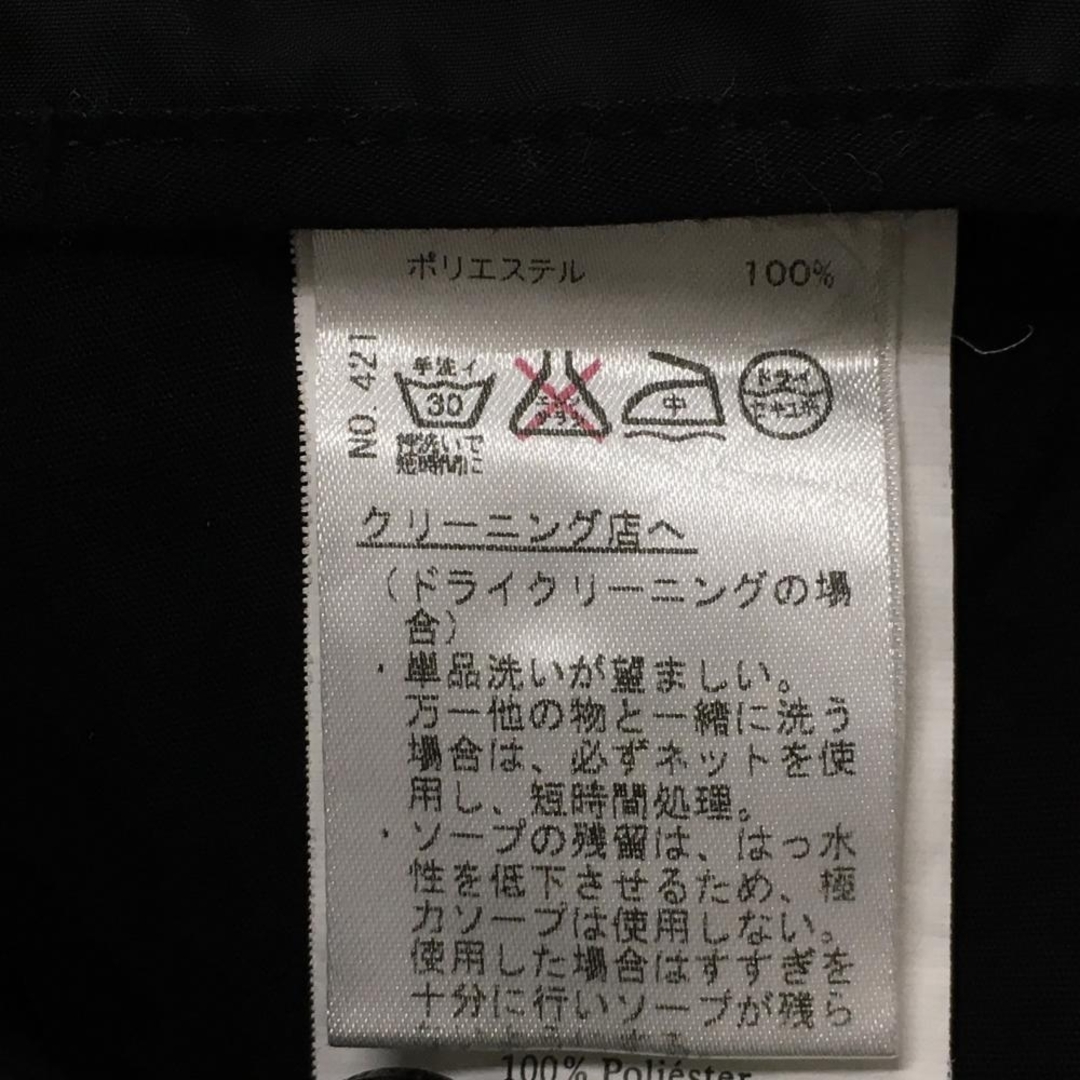 ポリエステル 100%
NO. 421
手洗イ
30
押洗いで
短時間に
エンソ
サラシ
中
ドライ
クリーニング店へ
（ドライクリーニングの場
合）
・単品洗いが望ましい。
万一他の物と一緒に洗う
場合は、必ずネットを使
用し、短時間処理。
・ソープの残留は、はっ水
性を低下させるため、極
力ソープは使用しない。
使用した場合はすすぎを
十分に行いソープが残ら
100% Poliéster